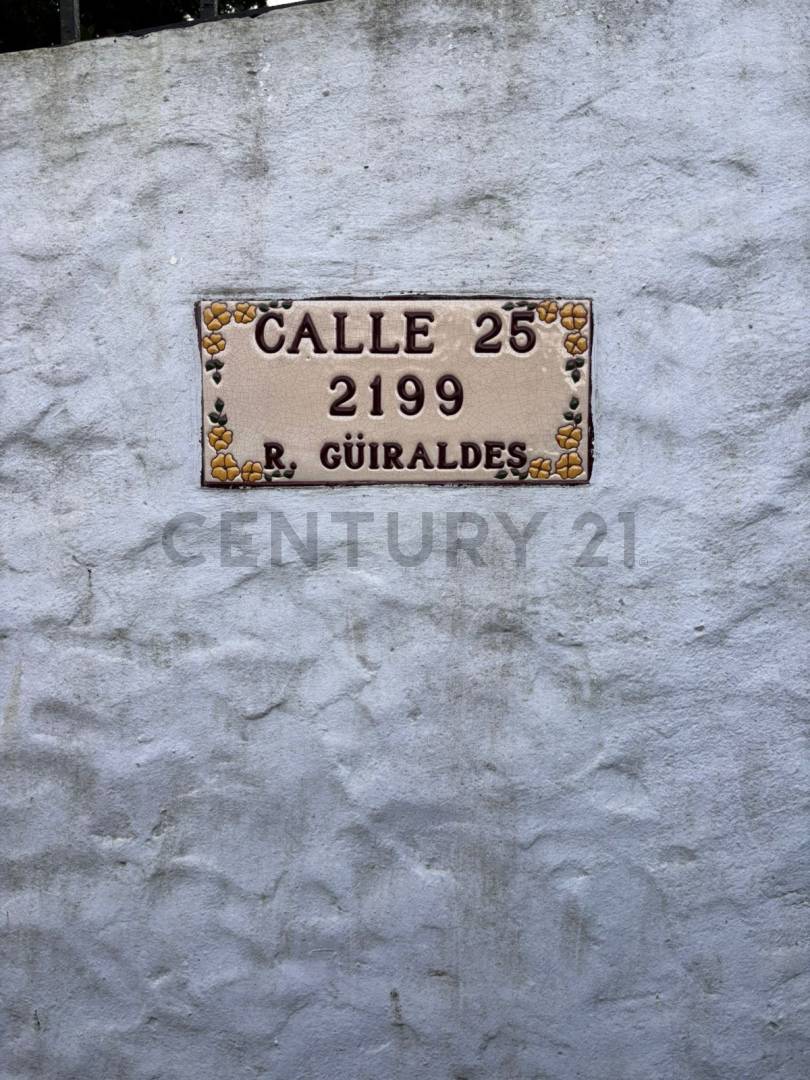 CALLE 25
2199
R. GÜIRALDES
CENTURY 21